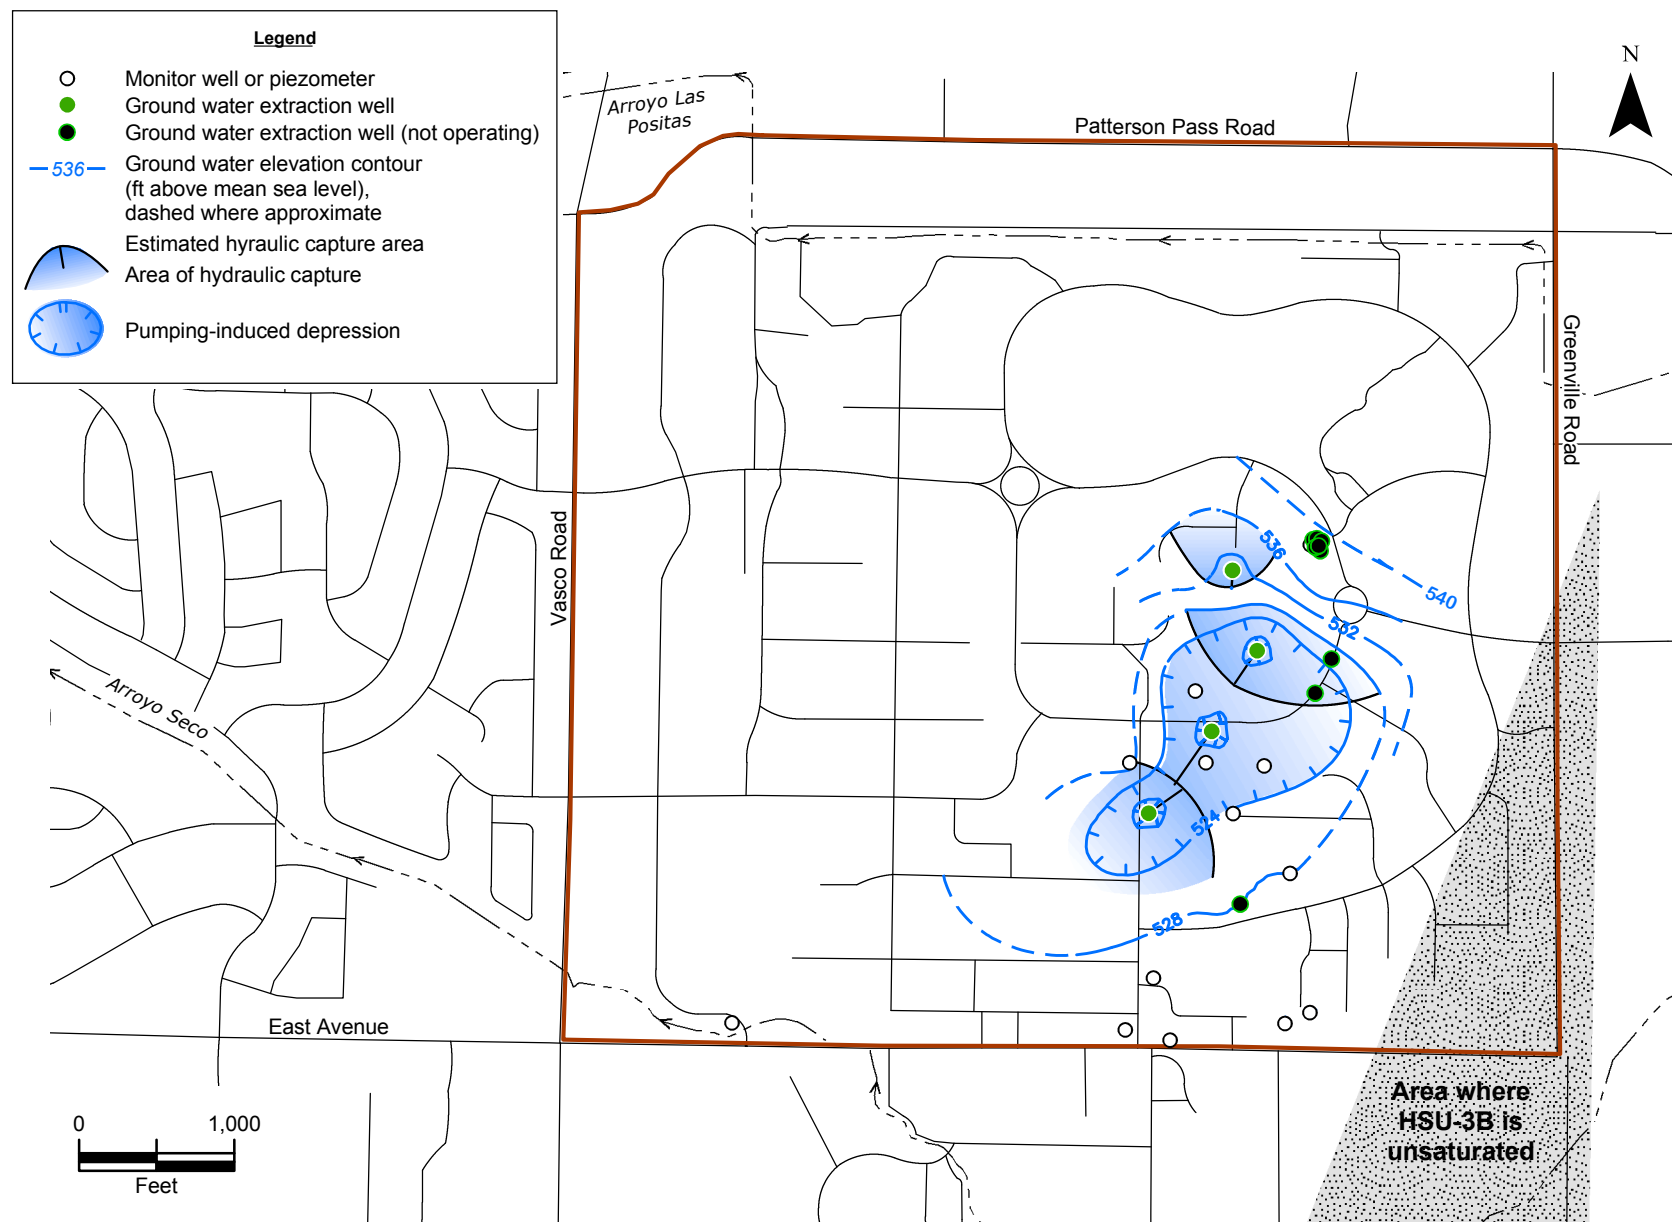 Legend
Monitor well or piezometer
Ground water extraction well
Ground water extraction well (not operating)
536
Ground water elevation contour
(ft above mean sea level),
dashed where approximate
Estimated hyraulic capture area
Area of hydraulic capture
Pumping-induced depression
Arroyo Las
Positas
Patterson Pass Road
N
Greenville Road
Vasco Road
536
540
532
524
528
Arroyo Seco
East Avenue
0 1,000
Feet
Area where
HSU-3B is
unsaturated